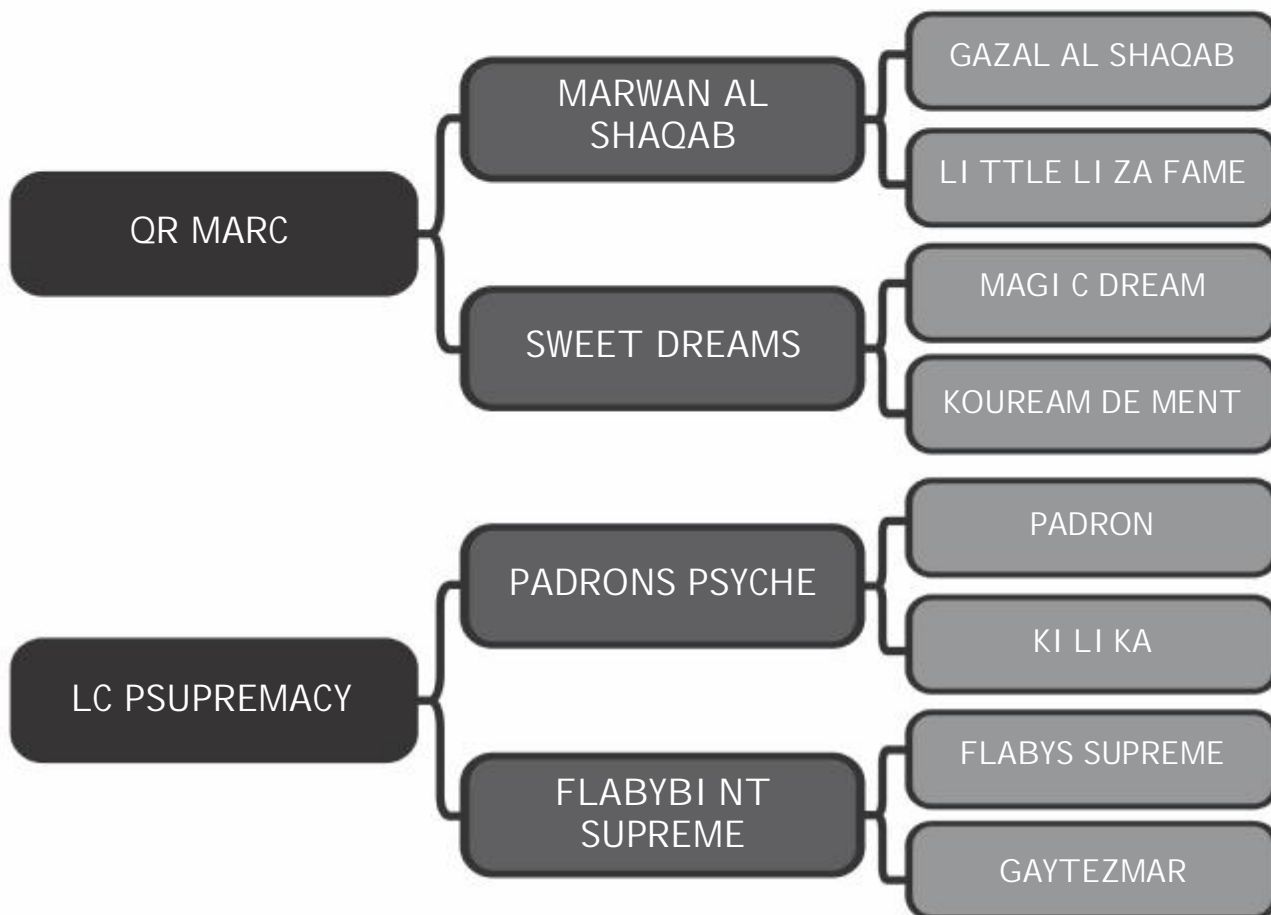 GAZAL AL SHAQAB
MARWAN AL
SHAQAB
LI TTLE LI ZA FAME
QR MARC
MAGI C DREAM
SWEET DREAMS
KOUREAM DE MENT
PADRON
PADRONS PSYCHE
KI LI KA
LC PSUPREMACY
FLABYS SUPREME
FLABYBI NT
SUPREME
GAYTEZMAR